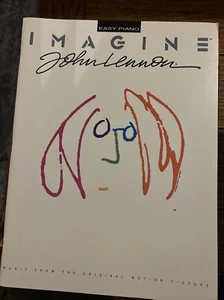 EASY PIANO
IMAGINE
John Lennon
MUSIC FROM THE ORIGINAL MOTION PICTURE